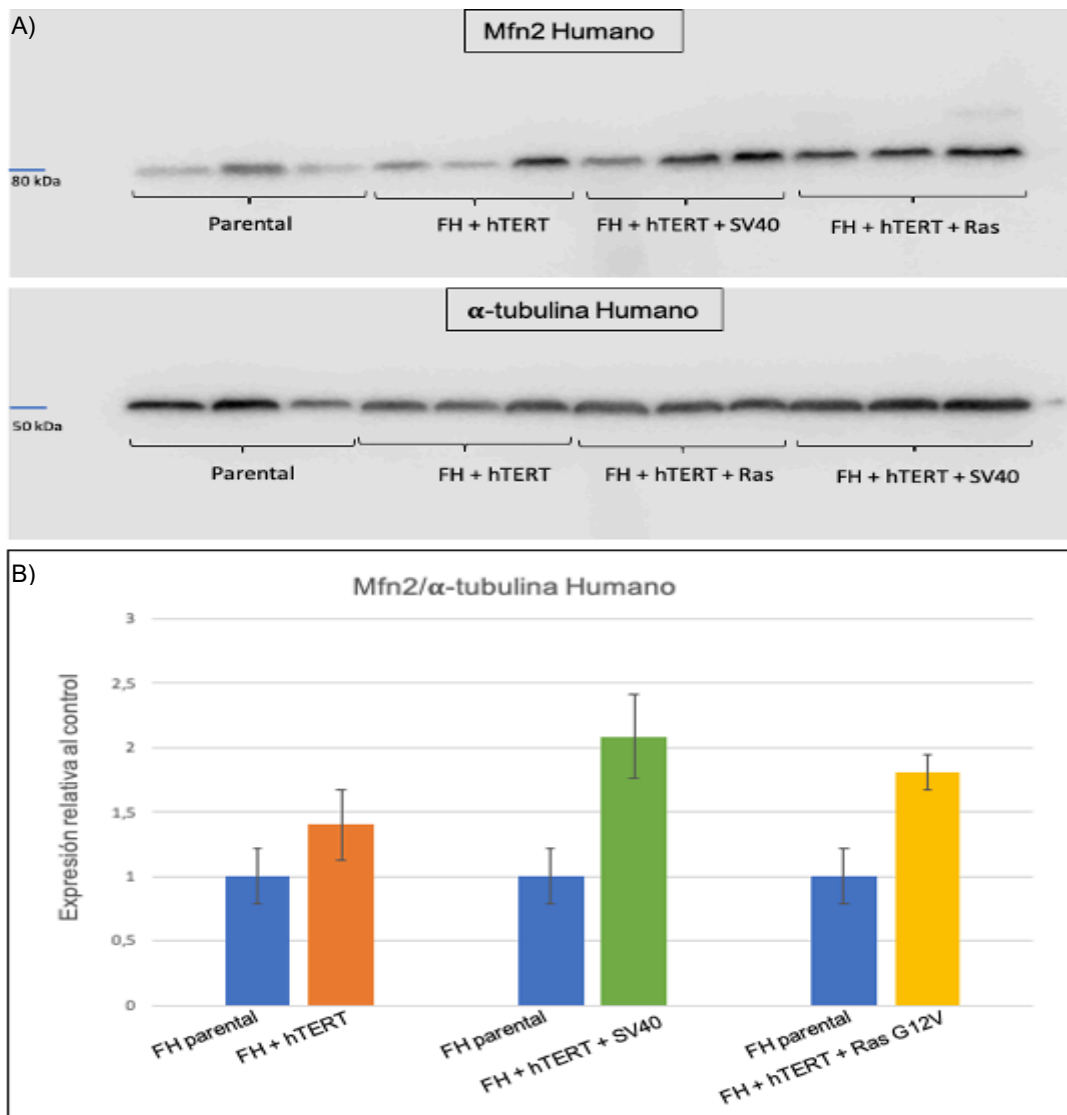 A)
Mfn2 Humano
80 kDa
Parental
FH + hTERT
FH + hTERT + SV40
FH + hTERT + Ras
α-tubulina Humano
50 kDa
Parental
FH + hTERT
FH + hTERT + Ras
FH + hTERT + SV40
B)
Mfn2/α-tubulina Humano
Expresión relativa al control
3
2,5
2
1,5
1
0,5
0
FH parental
FH + hTERT
FH parental
FH + hTERT + SV40
FH parental
FH + hTERT + Ras G12V